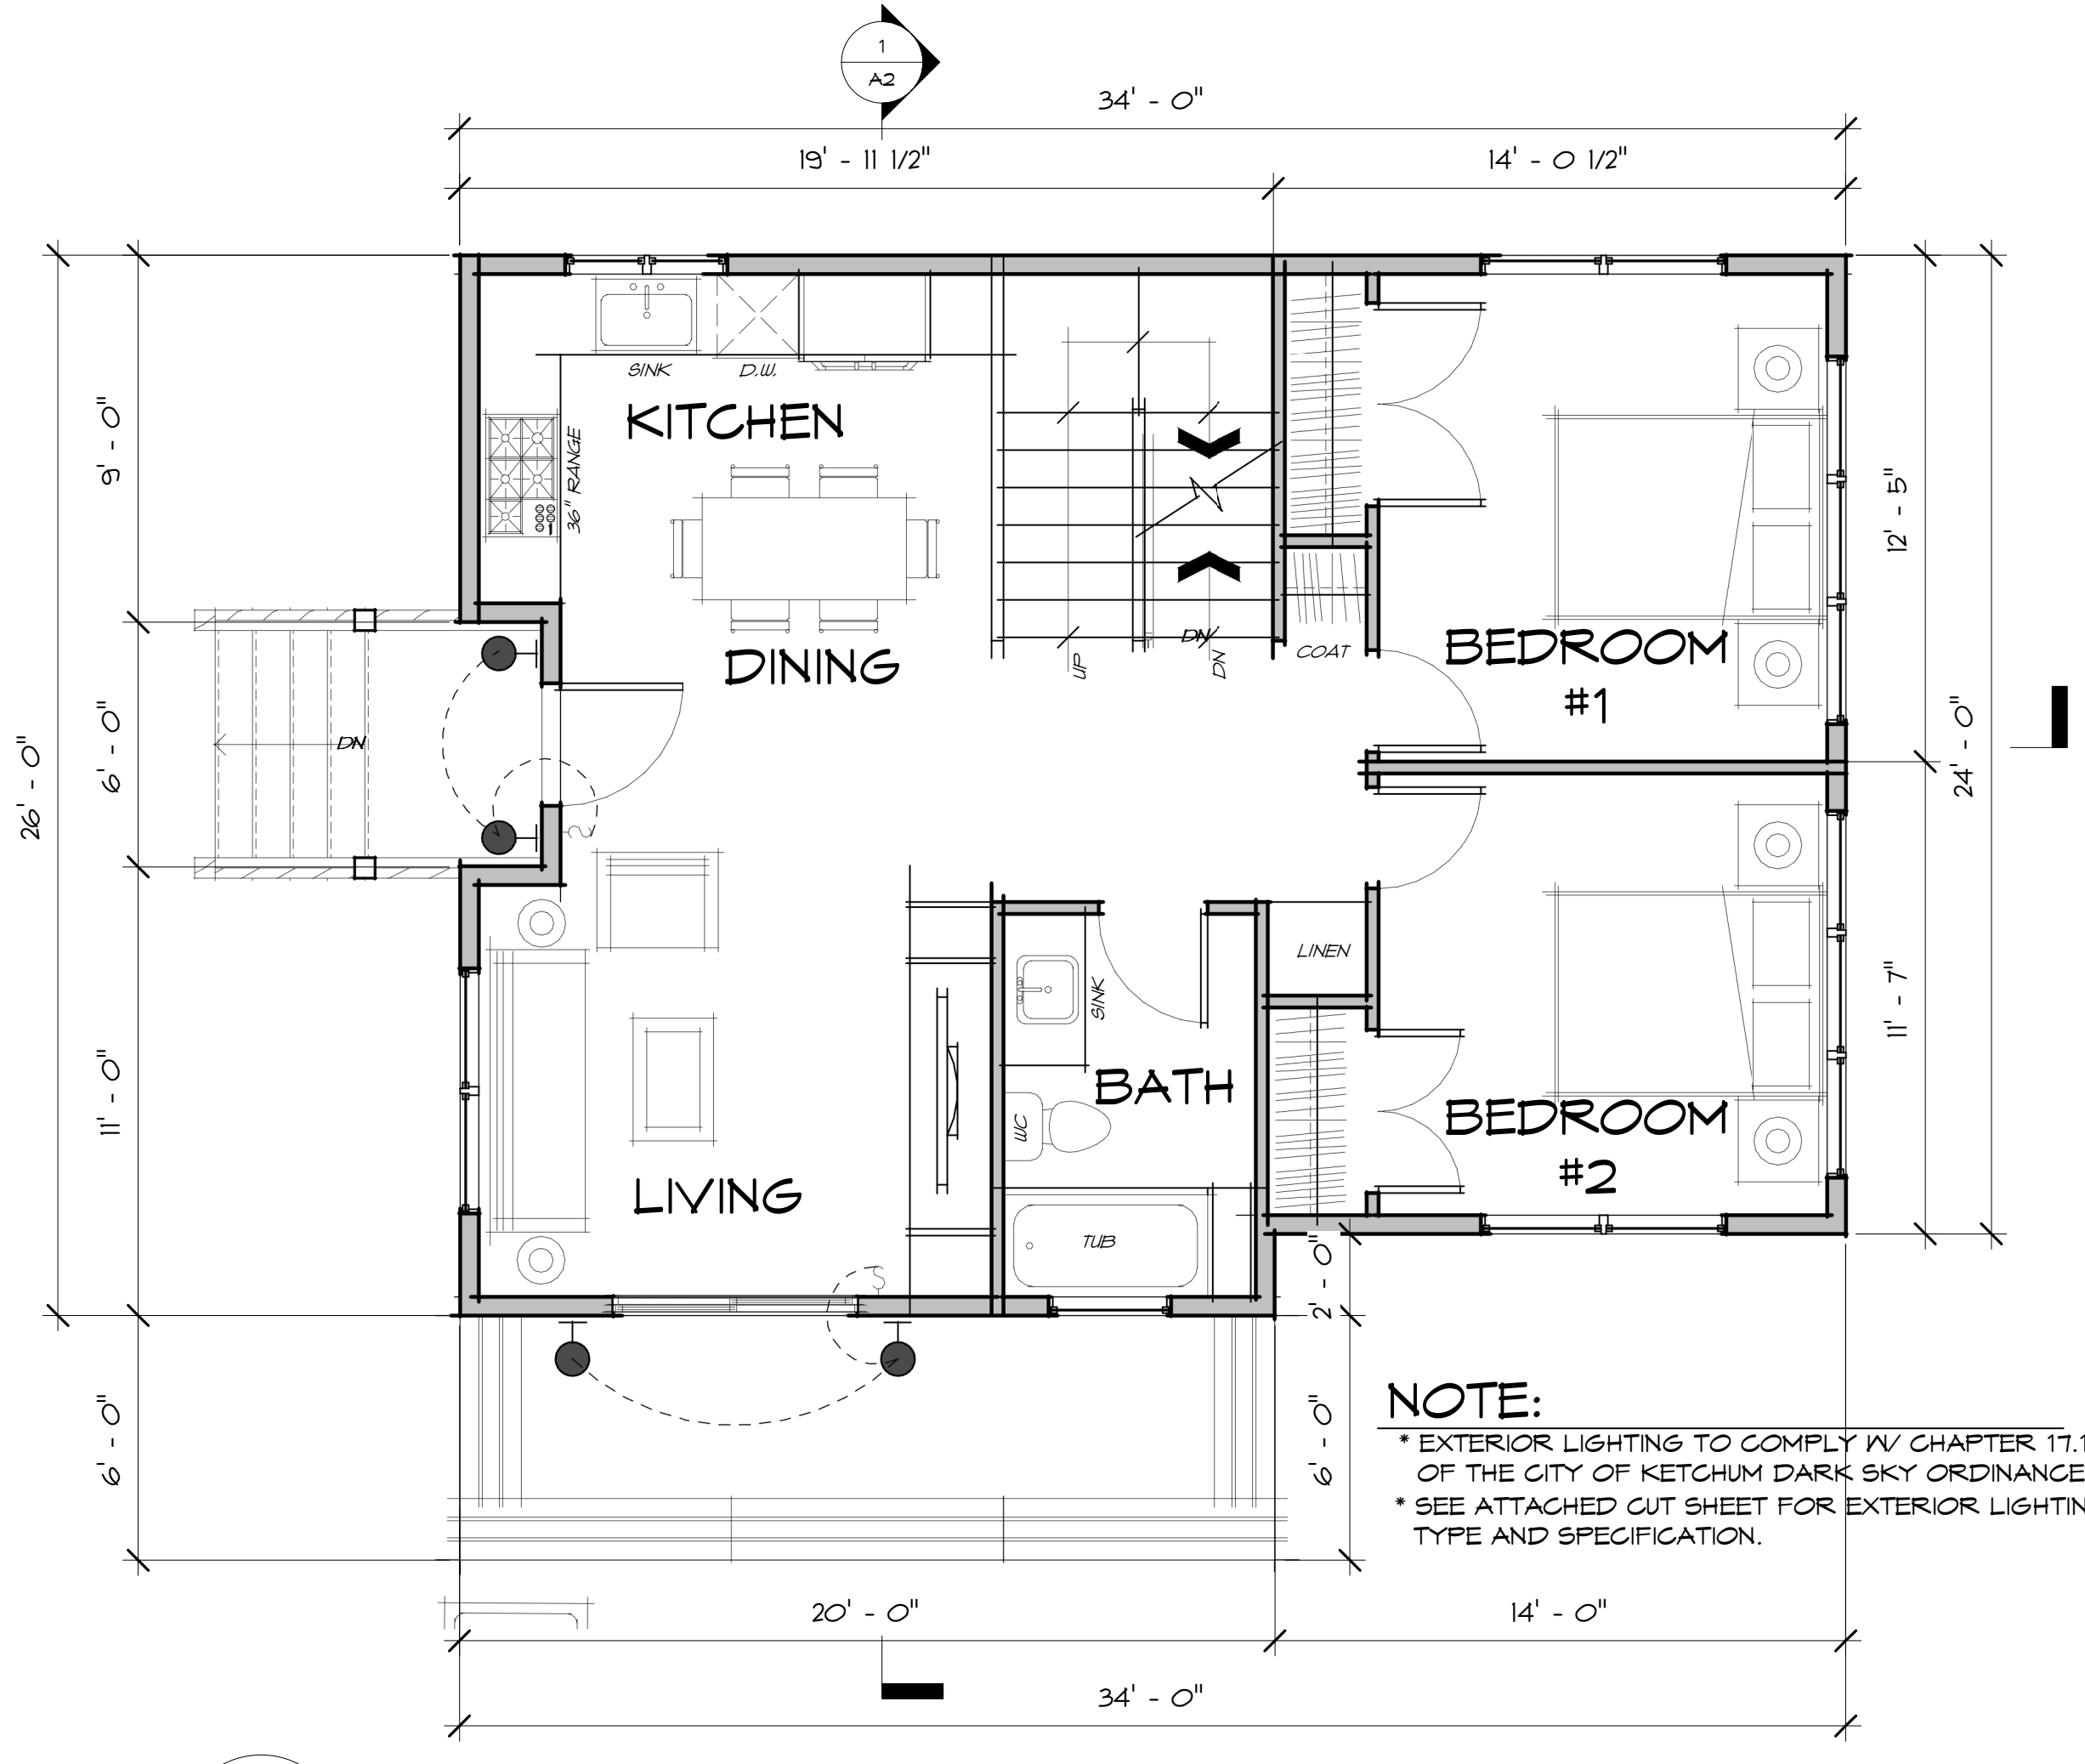 1
A2
34' - 0"
19' - 11 1/2"
14' - 0 1/2"
SINK
D.W.
KITCHEN
36" RANGE
9' - 0"
12' - 5"
DINING
UP
DN
DN
COAT
BEDROOM
#1
DN
6' - 0"
26' - 0"
24' - 0"
S
LINEN
SINK
11' - 7"
11' - 0"
BATH
WC
BEDROOM
#2
LIVING
TUB
S
2' - 0"
6' - 0"
6' - 0"
NOTE:
* EXTERIOR LIGHTING TO COMPLY W/ CHAPTER 17.1
OF THE CITY OF KETCHUM DARK SKY ORDINANCE
* SEE ATTACHED CUT SHEET FOR EXTERIOR LIGHTIN
TYPE AND SPECIFICATION.
20' - 0"
14' - 0"
34' - 0"